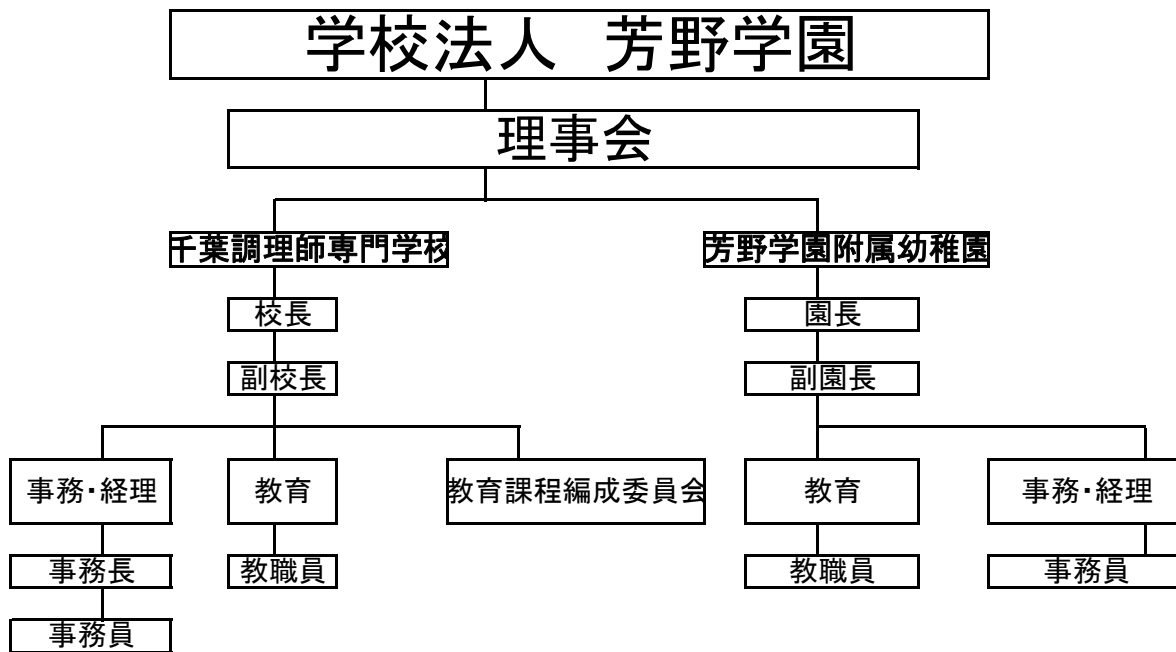 学校法人　芳野学園
理事会
千葉調理師専門学校
芳野学園附属幼稚園
校長
園長
副校長
副園長
事務・経理
教育
教育課程編成委員会
教育
事務・経理
事務長
教職員
教職員
事務員
事務員